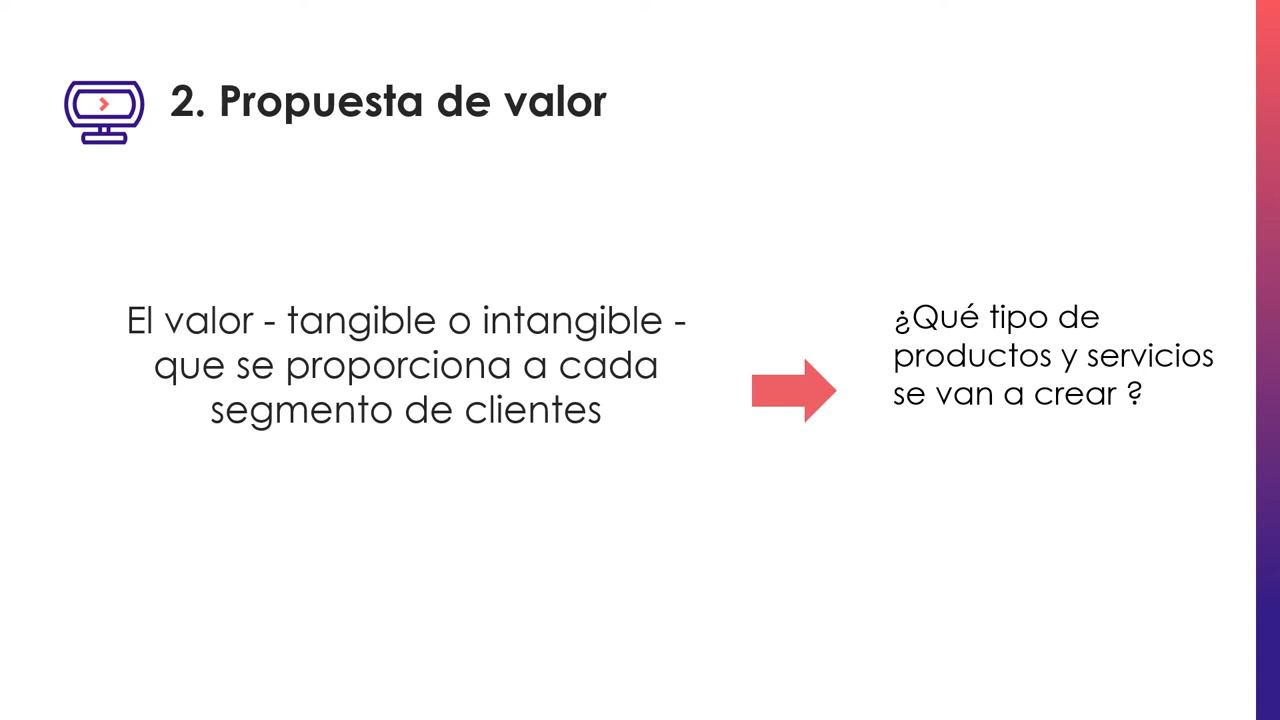 2. Propuesta de valor
El valor - tangible o intangible -
que se proporciona a cada
segmento de clientes
¿Qué tipo de
productos y servicios
se van a crear ?